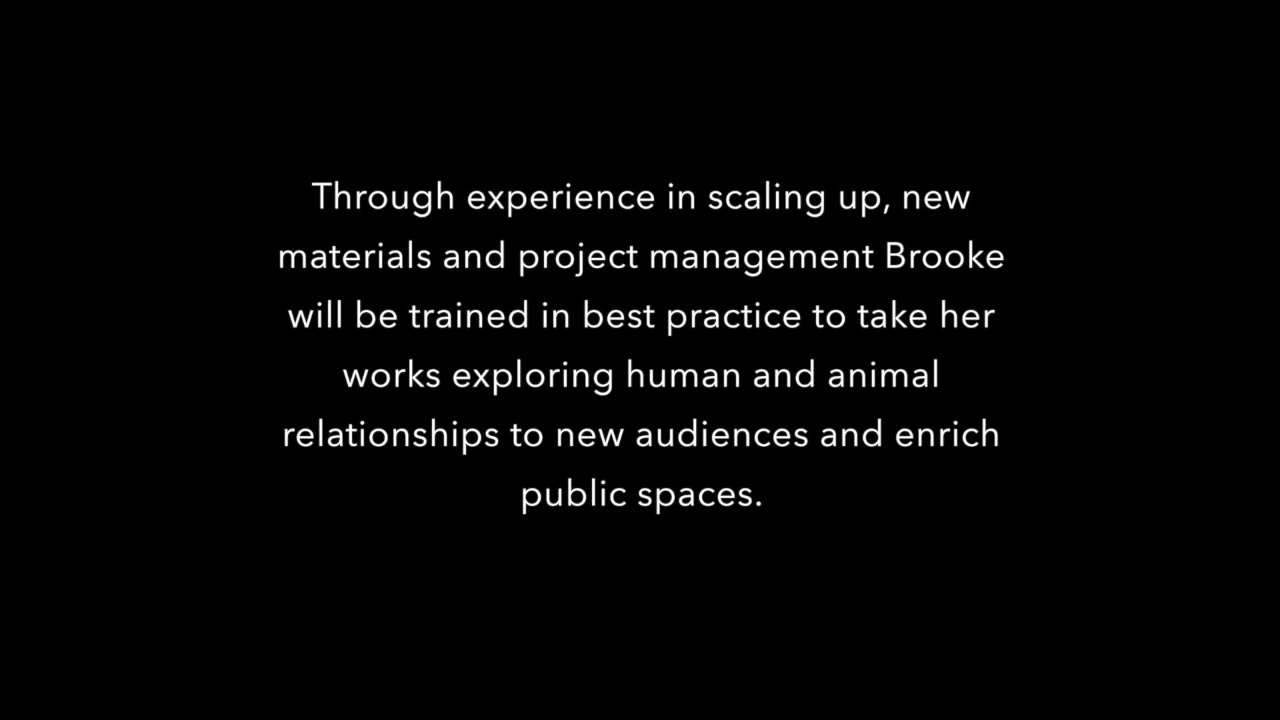 Through experience in scaling up, new
materials and project management Brooke
will be trained in best practice to take her
works exploring human and animal
relationships to new audiences and enrich
public spaces.